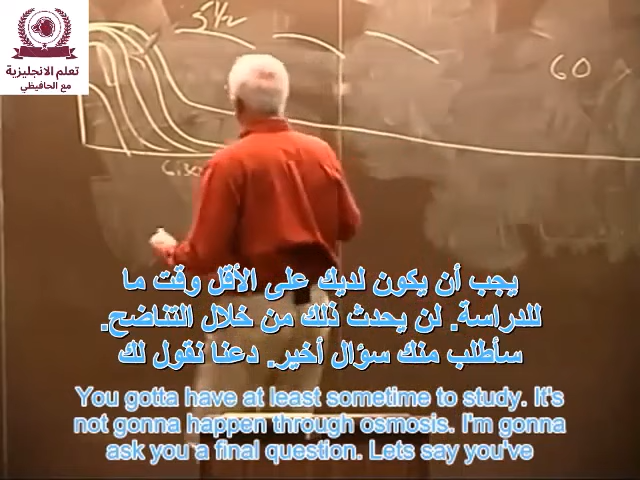 تعلم الانجليزية
مع الحافيظي
60
يجب أن يكون لديك على الأقل وقت ما
للدراسة. لن يحدث ذلك من خلال التناضح.
سأطلب منك سؤال أخير. دعنا نقول لك
You gotta have at least sometime to study. It's
not gonna happen through osmosis. I'm gonna
ask you a final question. Lets say you've